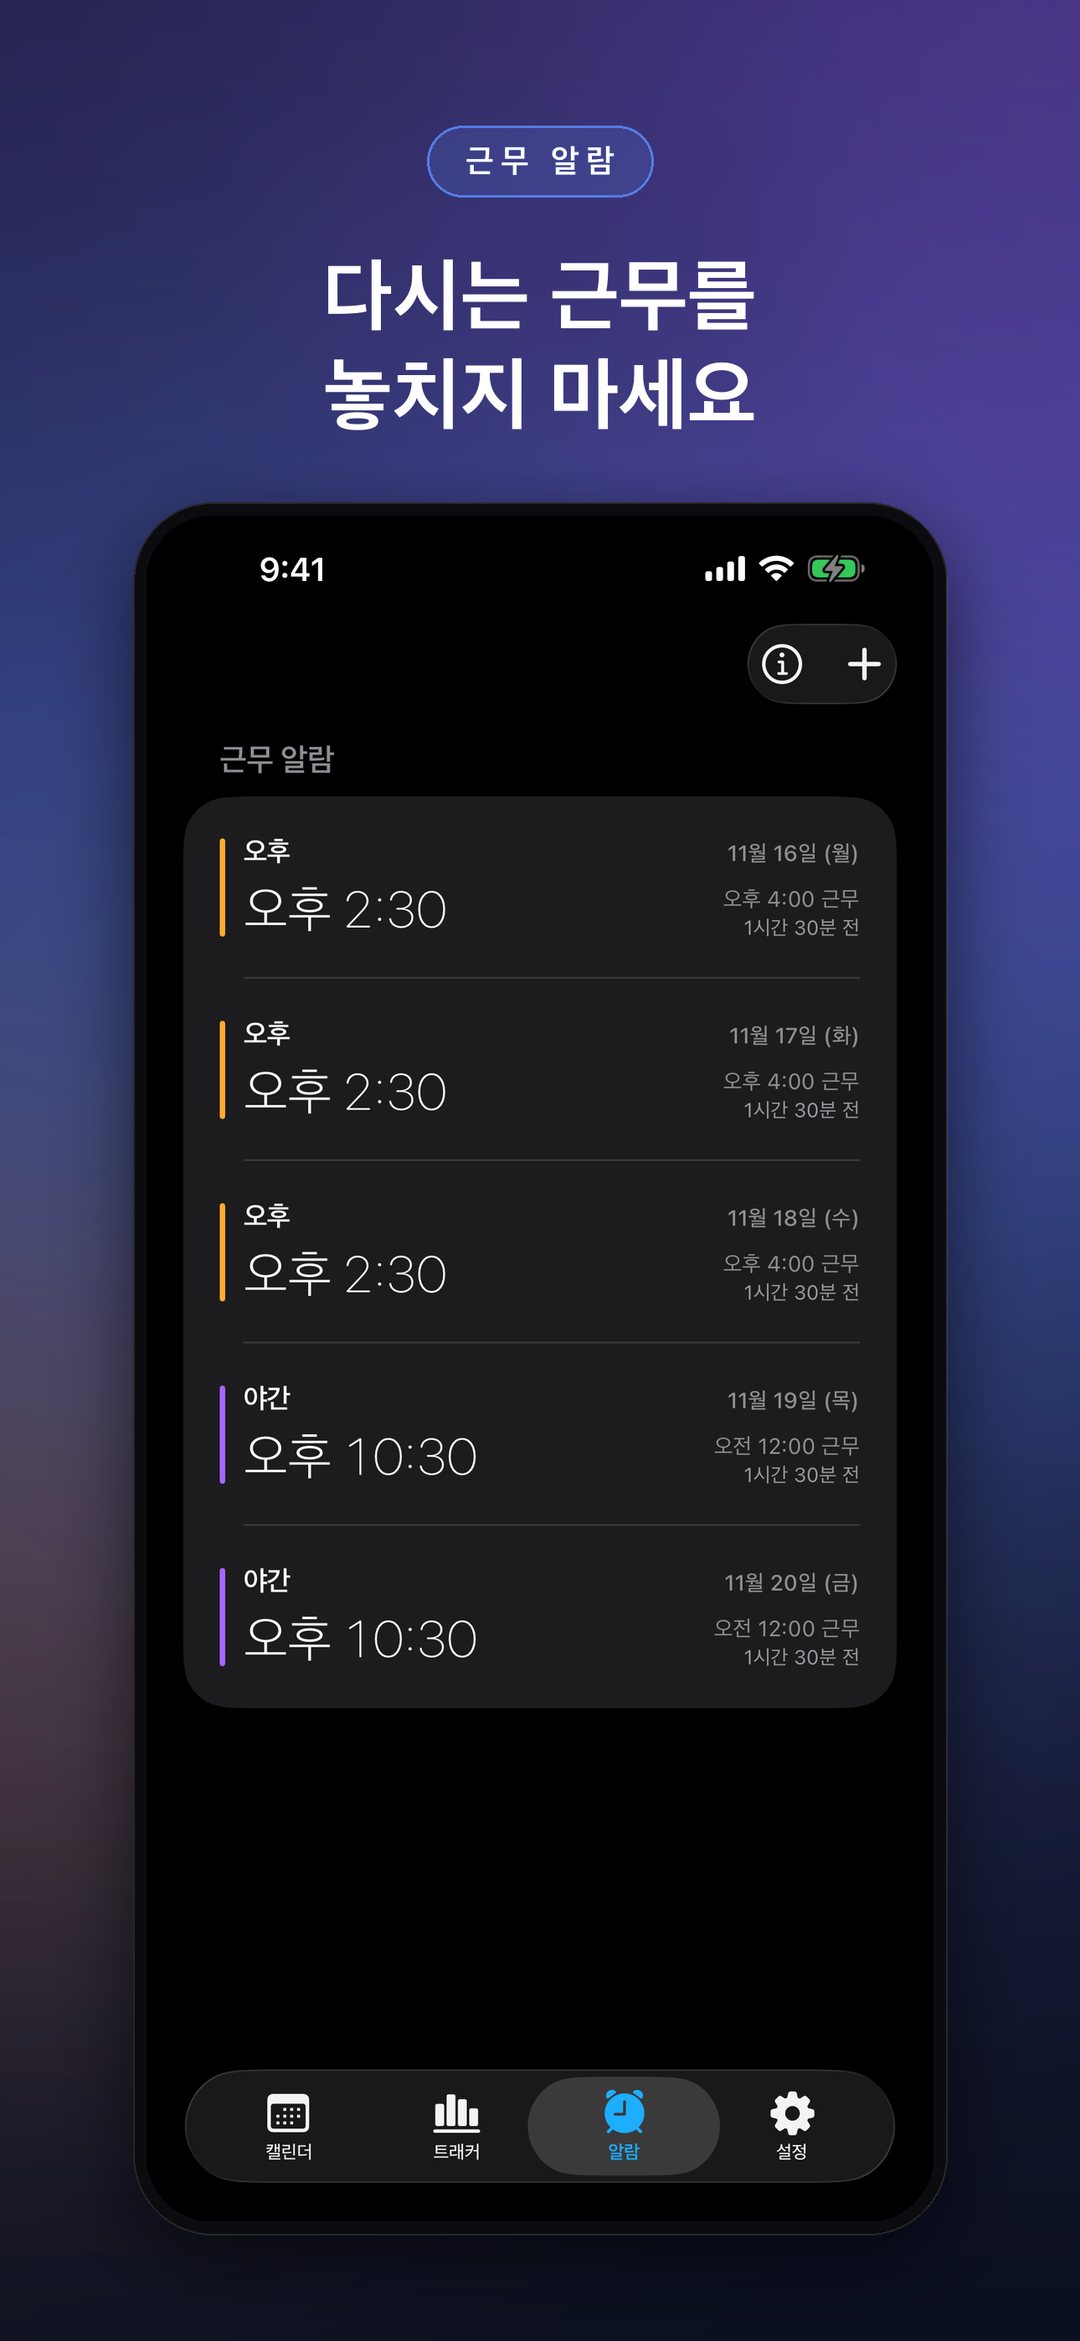 근무 알람
다시는 근무를
놓치지 마세요
9:41
근무 알람
오후
11월 16일 (월)
오후 2:30
오후 4:00 근무
1시간 30분 전
오후
11월 17일 (화)
오후 2:30
오후 4:00 근무
1시간 30분 전
오후
11월 18일 (수)
오후 2:30
오후 4:00 근무
1시간 30분 전
야간
11월 19일 (목)
오후 10:30
오전 12:00 근무
1시간 30분 전
야간
11월 20일 (금)
오후 10:30
오전 12:00 근무
1시간 30분 전
캘린더
트래커
알람
설정